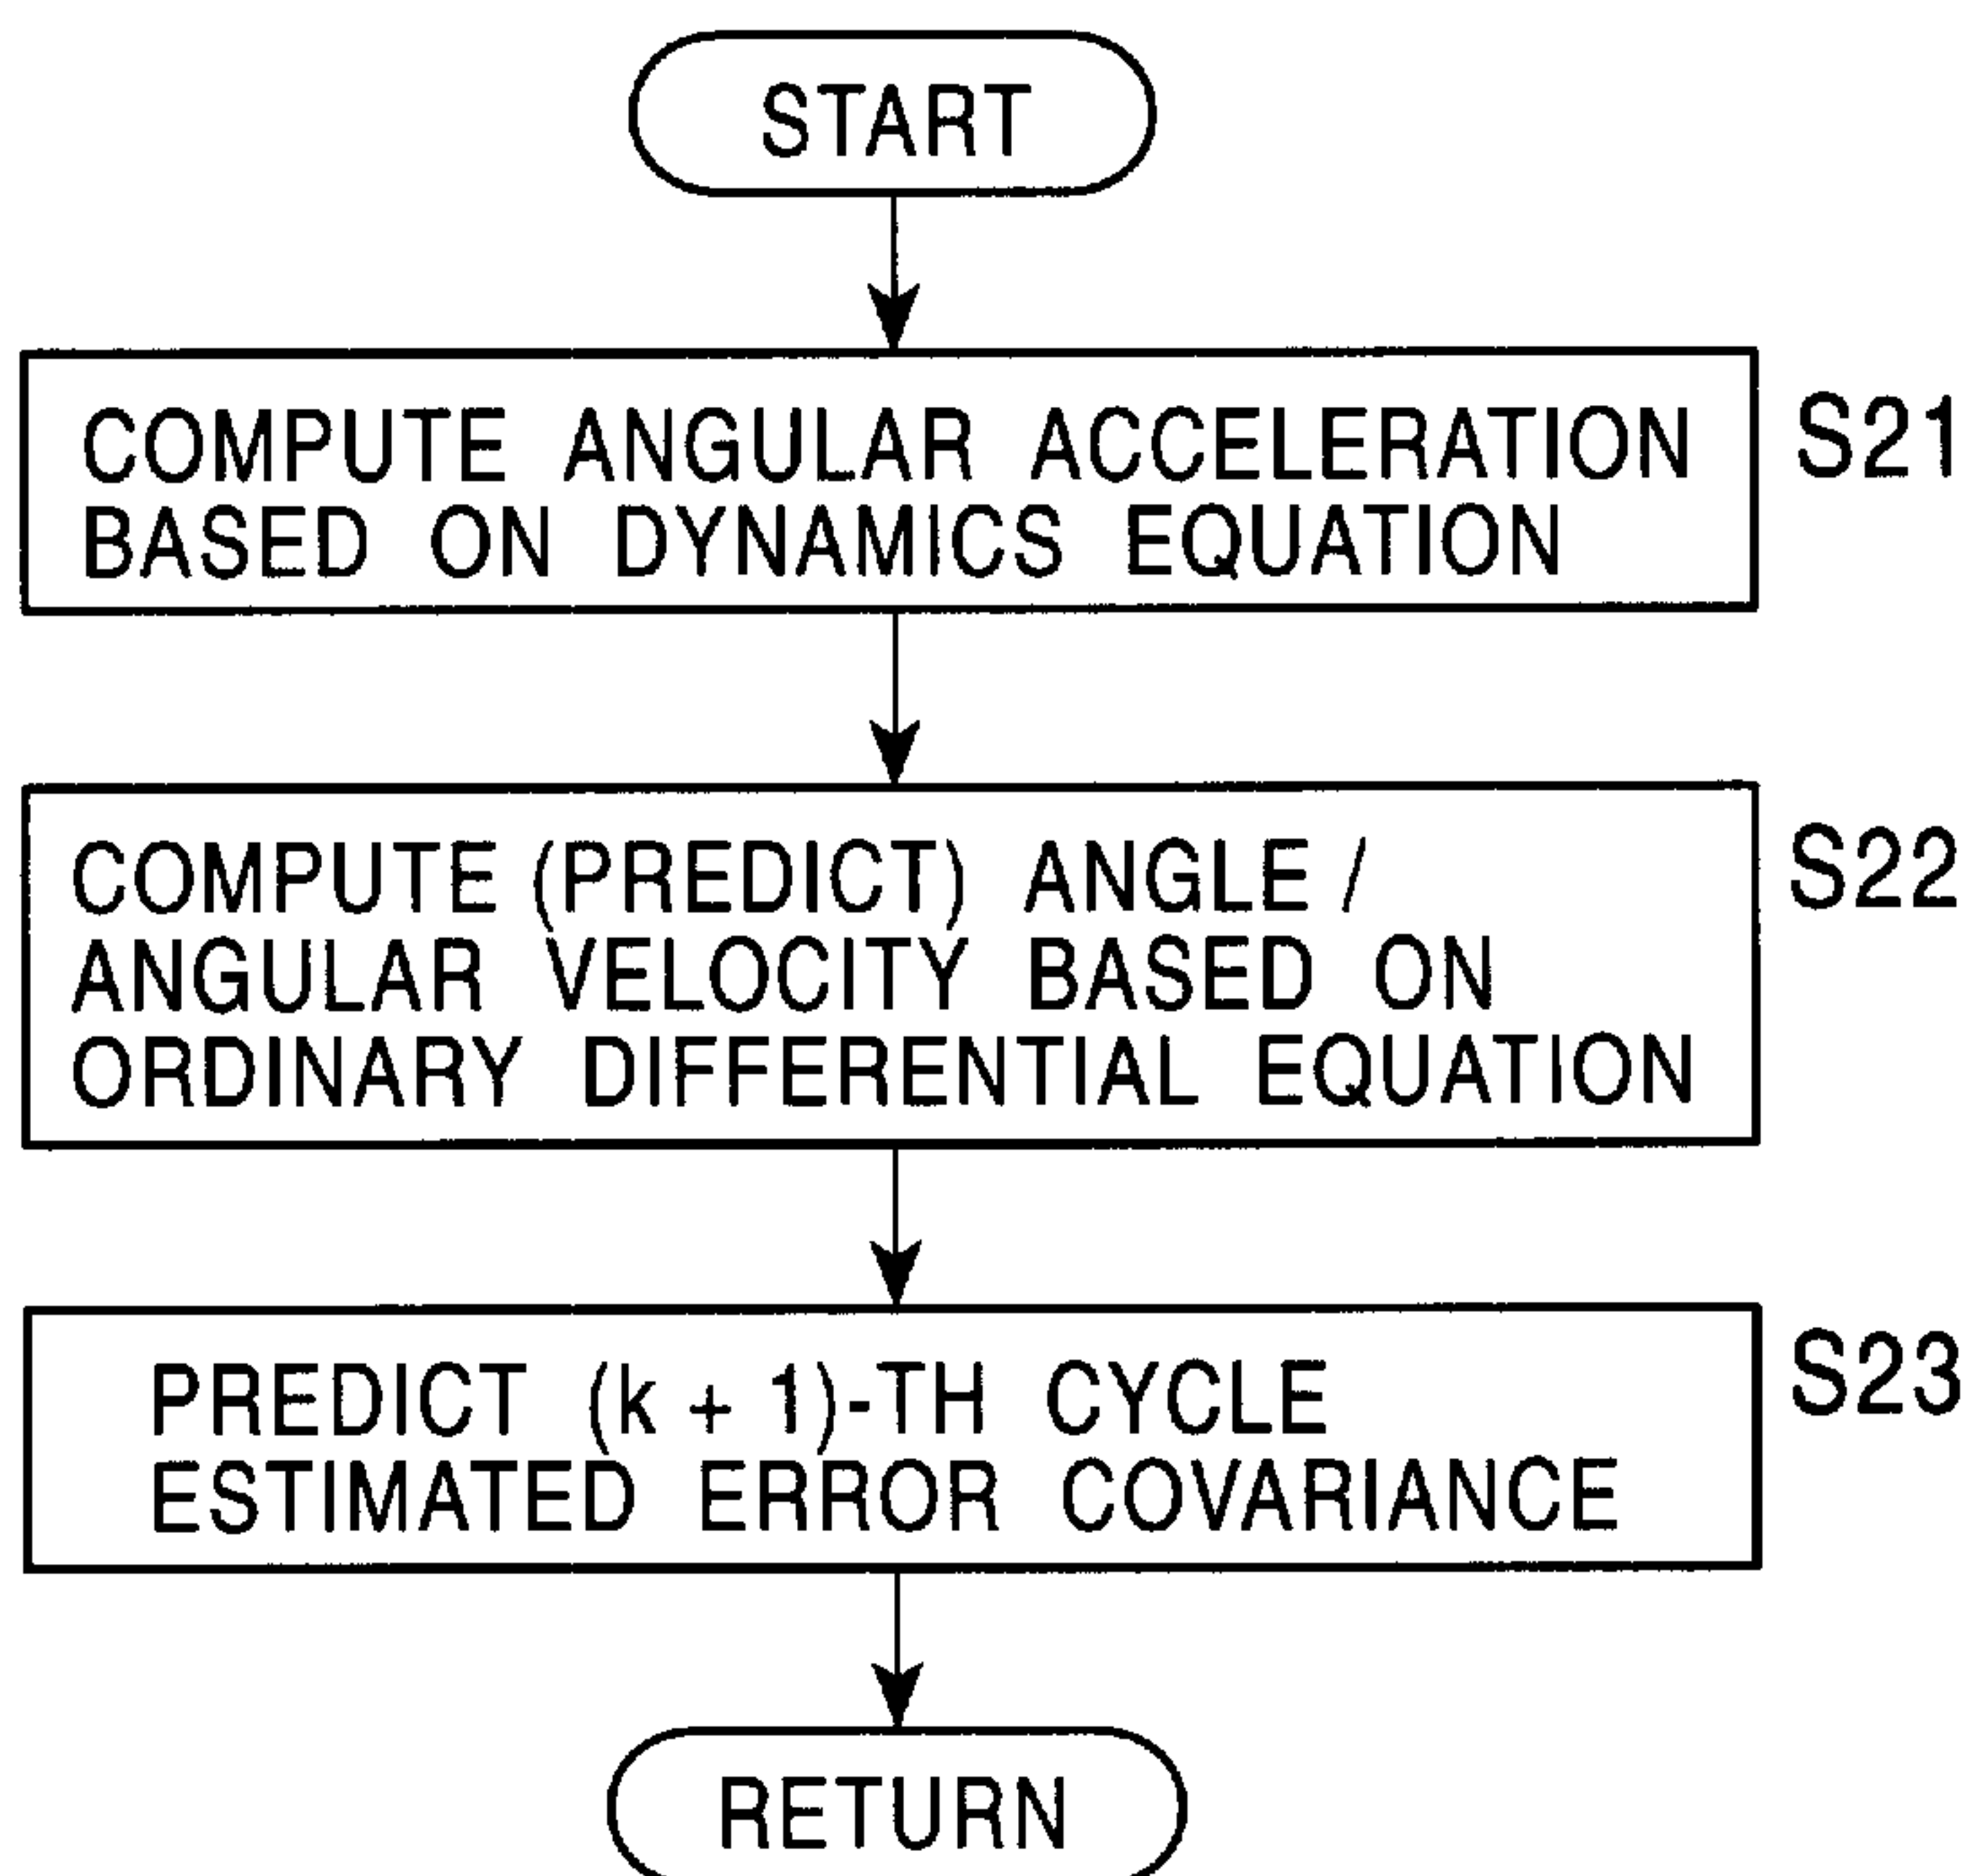 START
COMPUTE ANGULAR ACCELERATION
BASED ON DYNAMICS EQUATION
S21
COMPUTE (PREDICT) ANGLE /
ANGULAR VELOCITY BASED ON
ORDINARY DIFFERENTIAL EQUATION
S22
PREDICT (k + 1)-TH CYCLE
ESTIMATED ERROR COVARIANCE
S23
RETURN